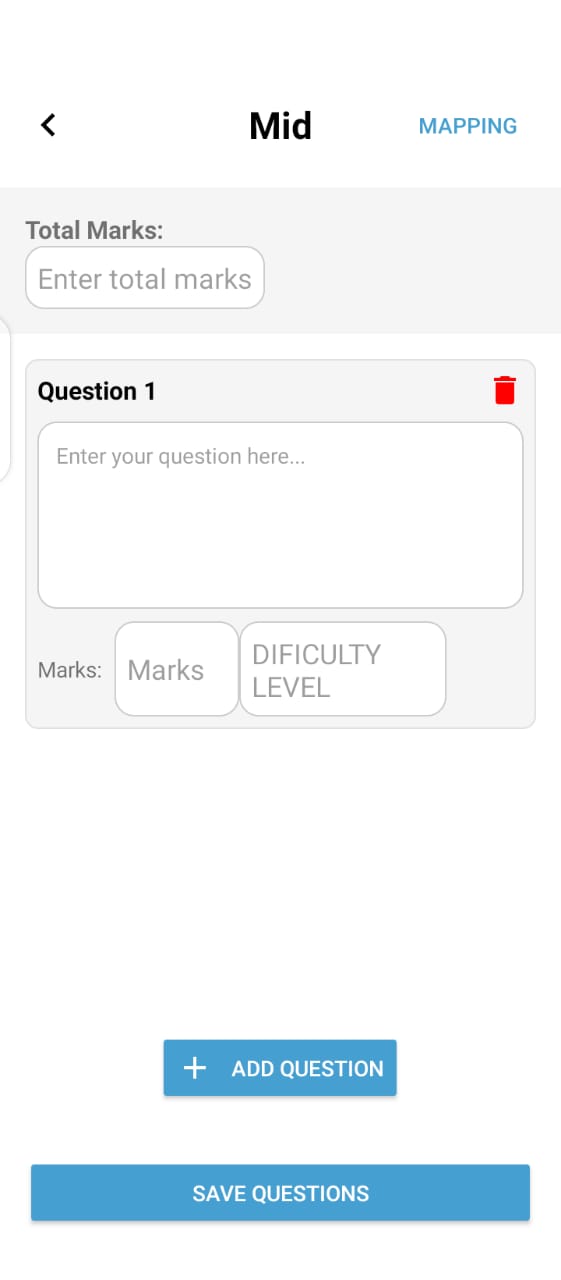 Mid
MAPPING
Total Marks:
Enter total marks
Question 1
Enter your question here...
Marks:
Marks
DIFICULTY
LEVEL
ADD QUESTION
SAVE QUESTIONS